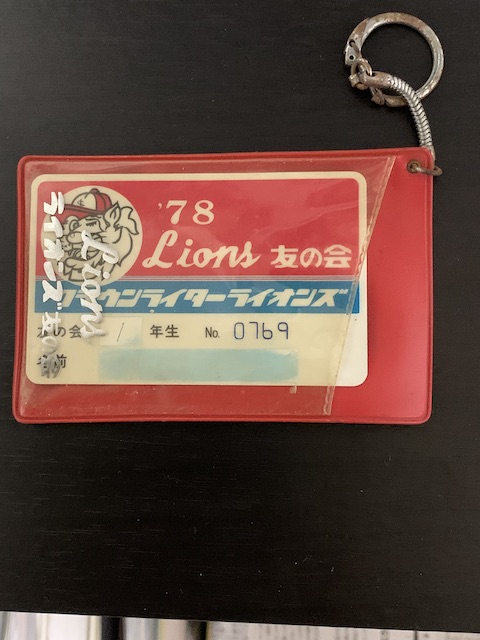 '78
Lions 友の会
クラウンライターライオンズ
友の会 1 年生 No. 0769
名前
Lions
ライオンズ友の会